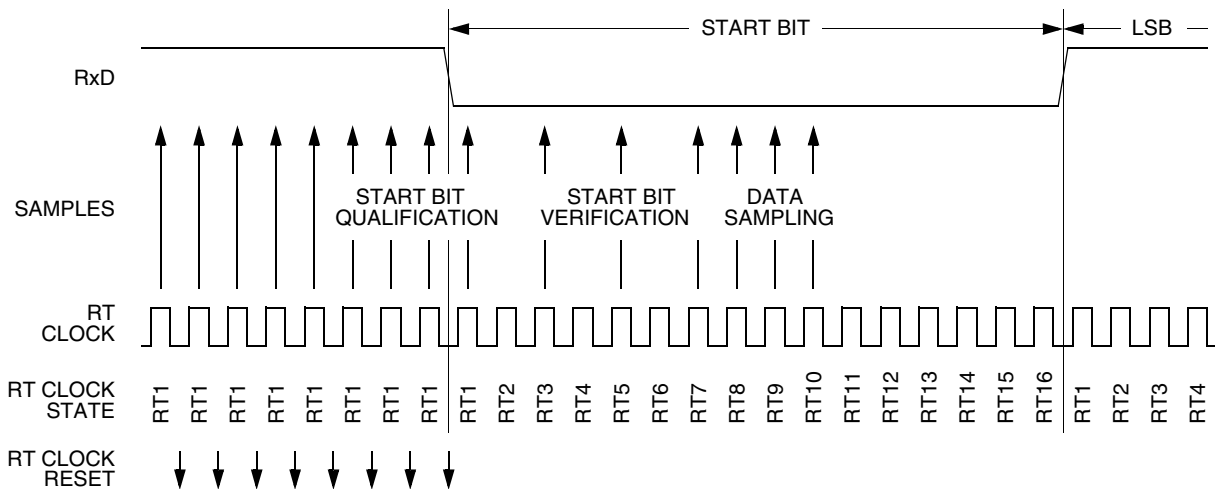 START BIT
LSB
RxD
SAMPLES
START BIT
QUALIFICATION
START BIT
VERIFICATION
DATA
SAMPLING
RT
CLOCK
RT CLOCK
STATE
RT1 RT1 RT1 RT1 RT1 RT1 RT1 RT1 RT1 RT2 RT3 RT4 RT5 RT6 RT7 RT8 RT9 RT10 RT11 RT12 RT13 RT14 RT15 RT16 RT1 RT2 RT3 RT4
RT CLOCK
RESET